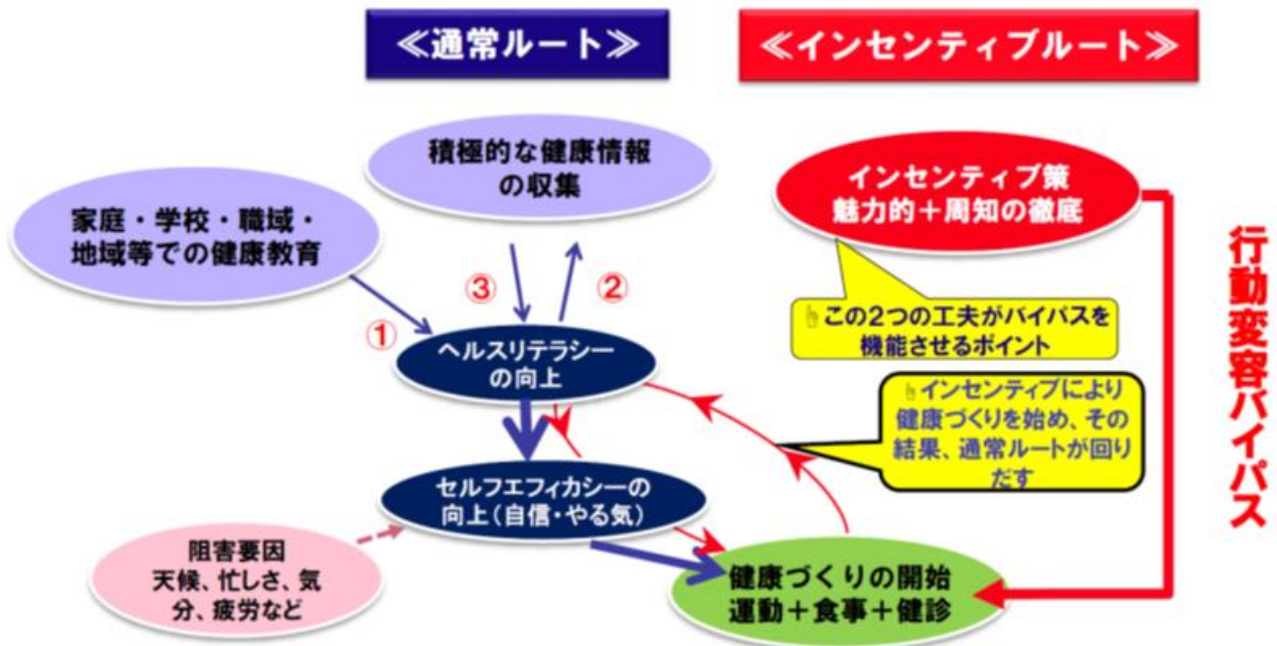 ≪通常ルート≫
≪インセンティブルート≫
積極的な健康情報
の収集
家庭・学校・職域・
地域等での健康教育
インセンティブ策
魅力的+周知の徹底
行動変容バイパス
③
②
①
☝この2つの工夫がバイパスを
機能させるポイント
ヘルスリテラシー
の向上
☝インセンティブにより
健康づくりを始め、その
結果、通常ルートが回り
だす
セルフエフィカシーの
向上(自信・やる気)
阻害要因
天候、忙しさ、気
分、疲労など
健康づくりの開始
運動+食事+健診